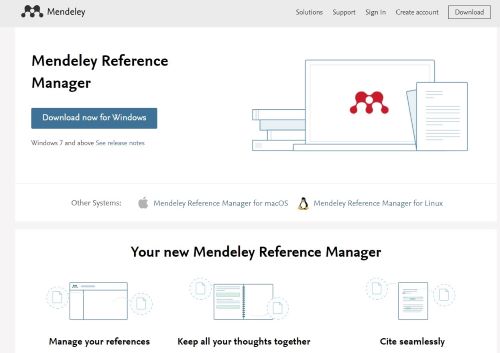 Mendeley
Solutions Support Sign In Create account Download
Mendeley Reference
Manager
Download now for Windows
Windows 7 and above See release notes
Other Systems: Mendeley Reference Manager for macOS Mendeley Reference Manager for Linux
Your new Mendeley Reference Manager
Manage your references Keep all your thoughts together Cite seamlessly